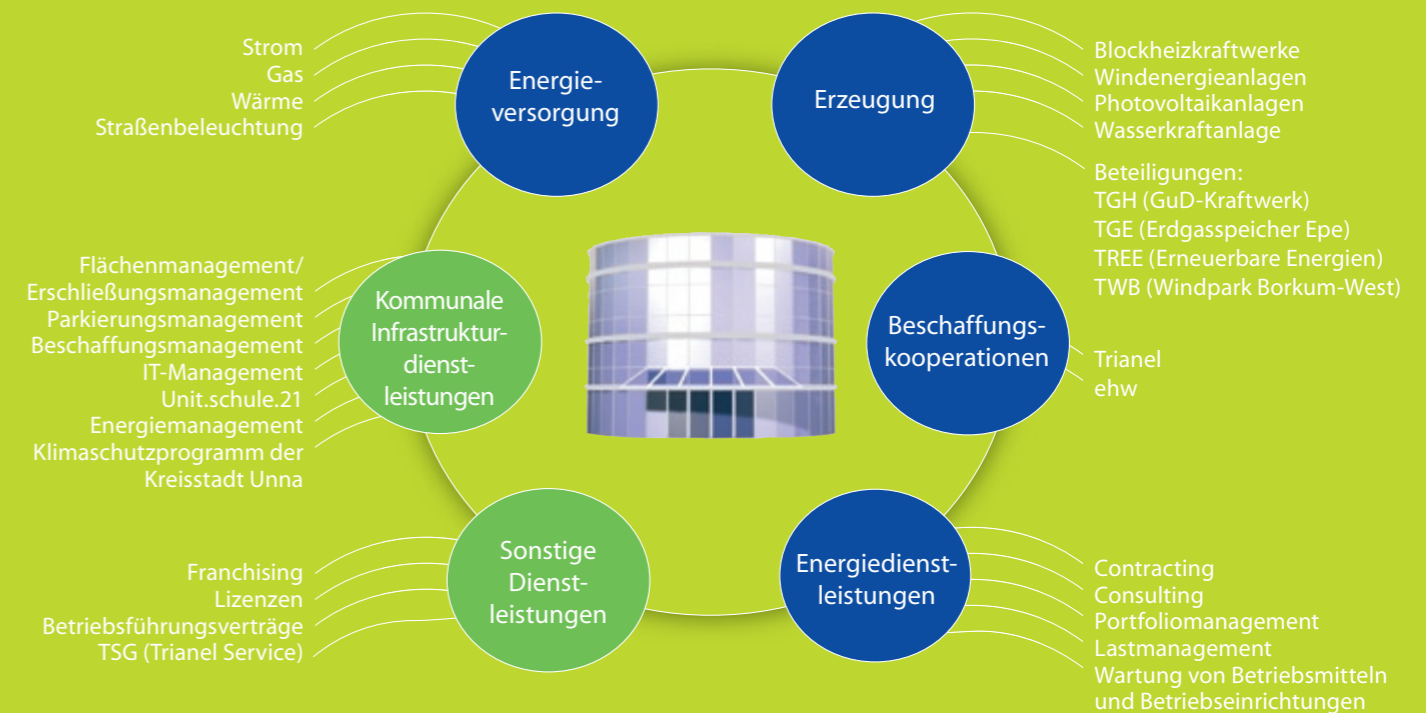 Strom
Gas
Wärme
Straßenbeleuchtung
Energie-
versorgung
Erzeugung
Blockheizkraftwerke
Windenergieanlagen
Photovoltaikanlagen
Wasserkraftanlage
Beteiligungen:
TGH (GuD-Kraftwerk)
TGE (Erdgasspeicher Epe)
TREE (Erneuerbare Energien)
TWB (Windpark Borkum-West)
Flächenmanagement/
Erschließungsmanagement
Parkierungsmanagement
Beschaffungsmanagement
IT-Management
Unit.schule.21
Energiemanagement
Klimaschutzprogramm der
Kreisstadt Unna
Kommunale
Infrastruktur-
dienst-
leistungen
Beschaffungs-
kooperationen
Trianel
ehw
Franchising
Lizenzen
Betriebsführungsverträge
TSG (Trianel Service)
Sonstige
Dienst-
leistungen
Energiedienst-
leistungen
Contracting
Consulting
Portfoliomanagement
Lastmanagement
Wartung von Betriebsmitteln
und Betriebseinrichtungen